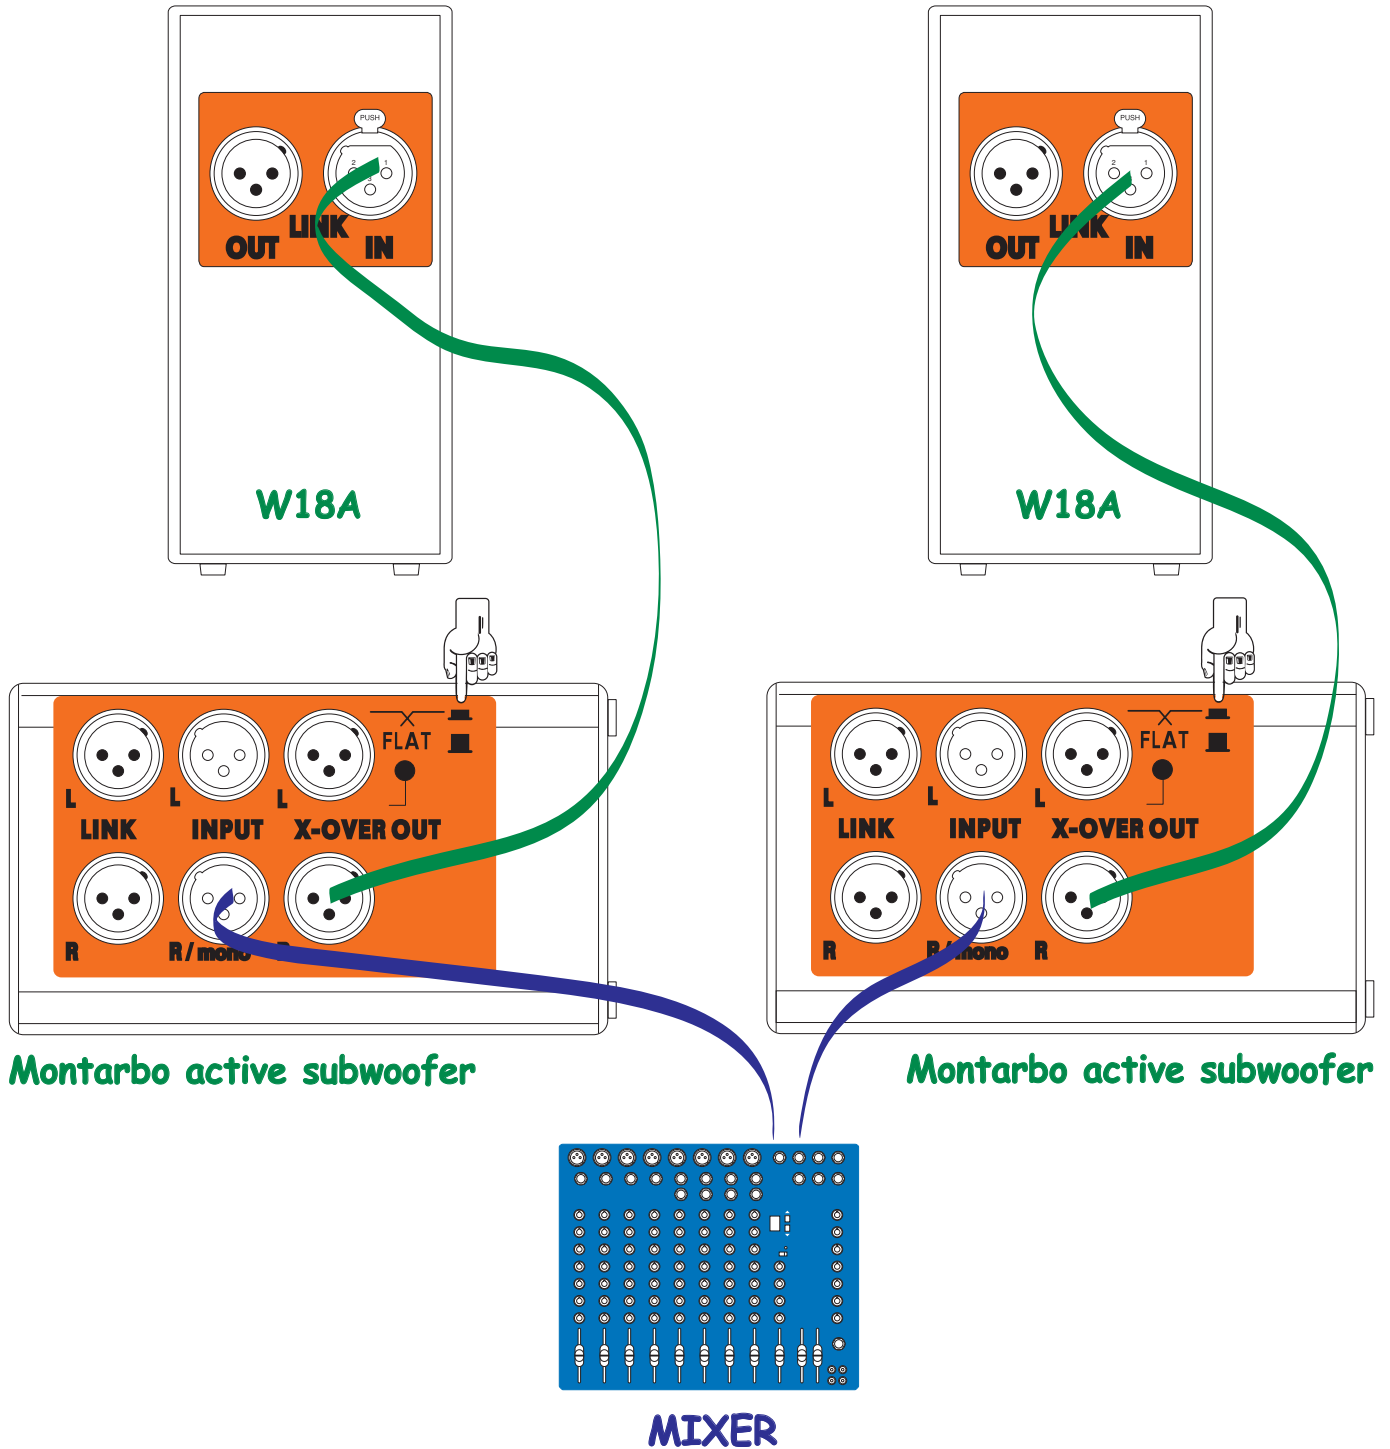 PUSH
2 1
3
LINK
OUT IN
W18A
PUSH
2 1
LINK
OUT IN
W18A
FLAT
L L L
LINK INPUT X-OVER OUT
R R / mono R
Montarbo active subwoofer
FLAT
L L L
LINK INPUT X-OVER OUT
R R / mono R
Montarbo active subwoofer
MIXER